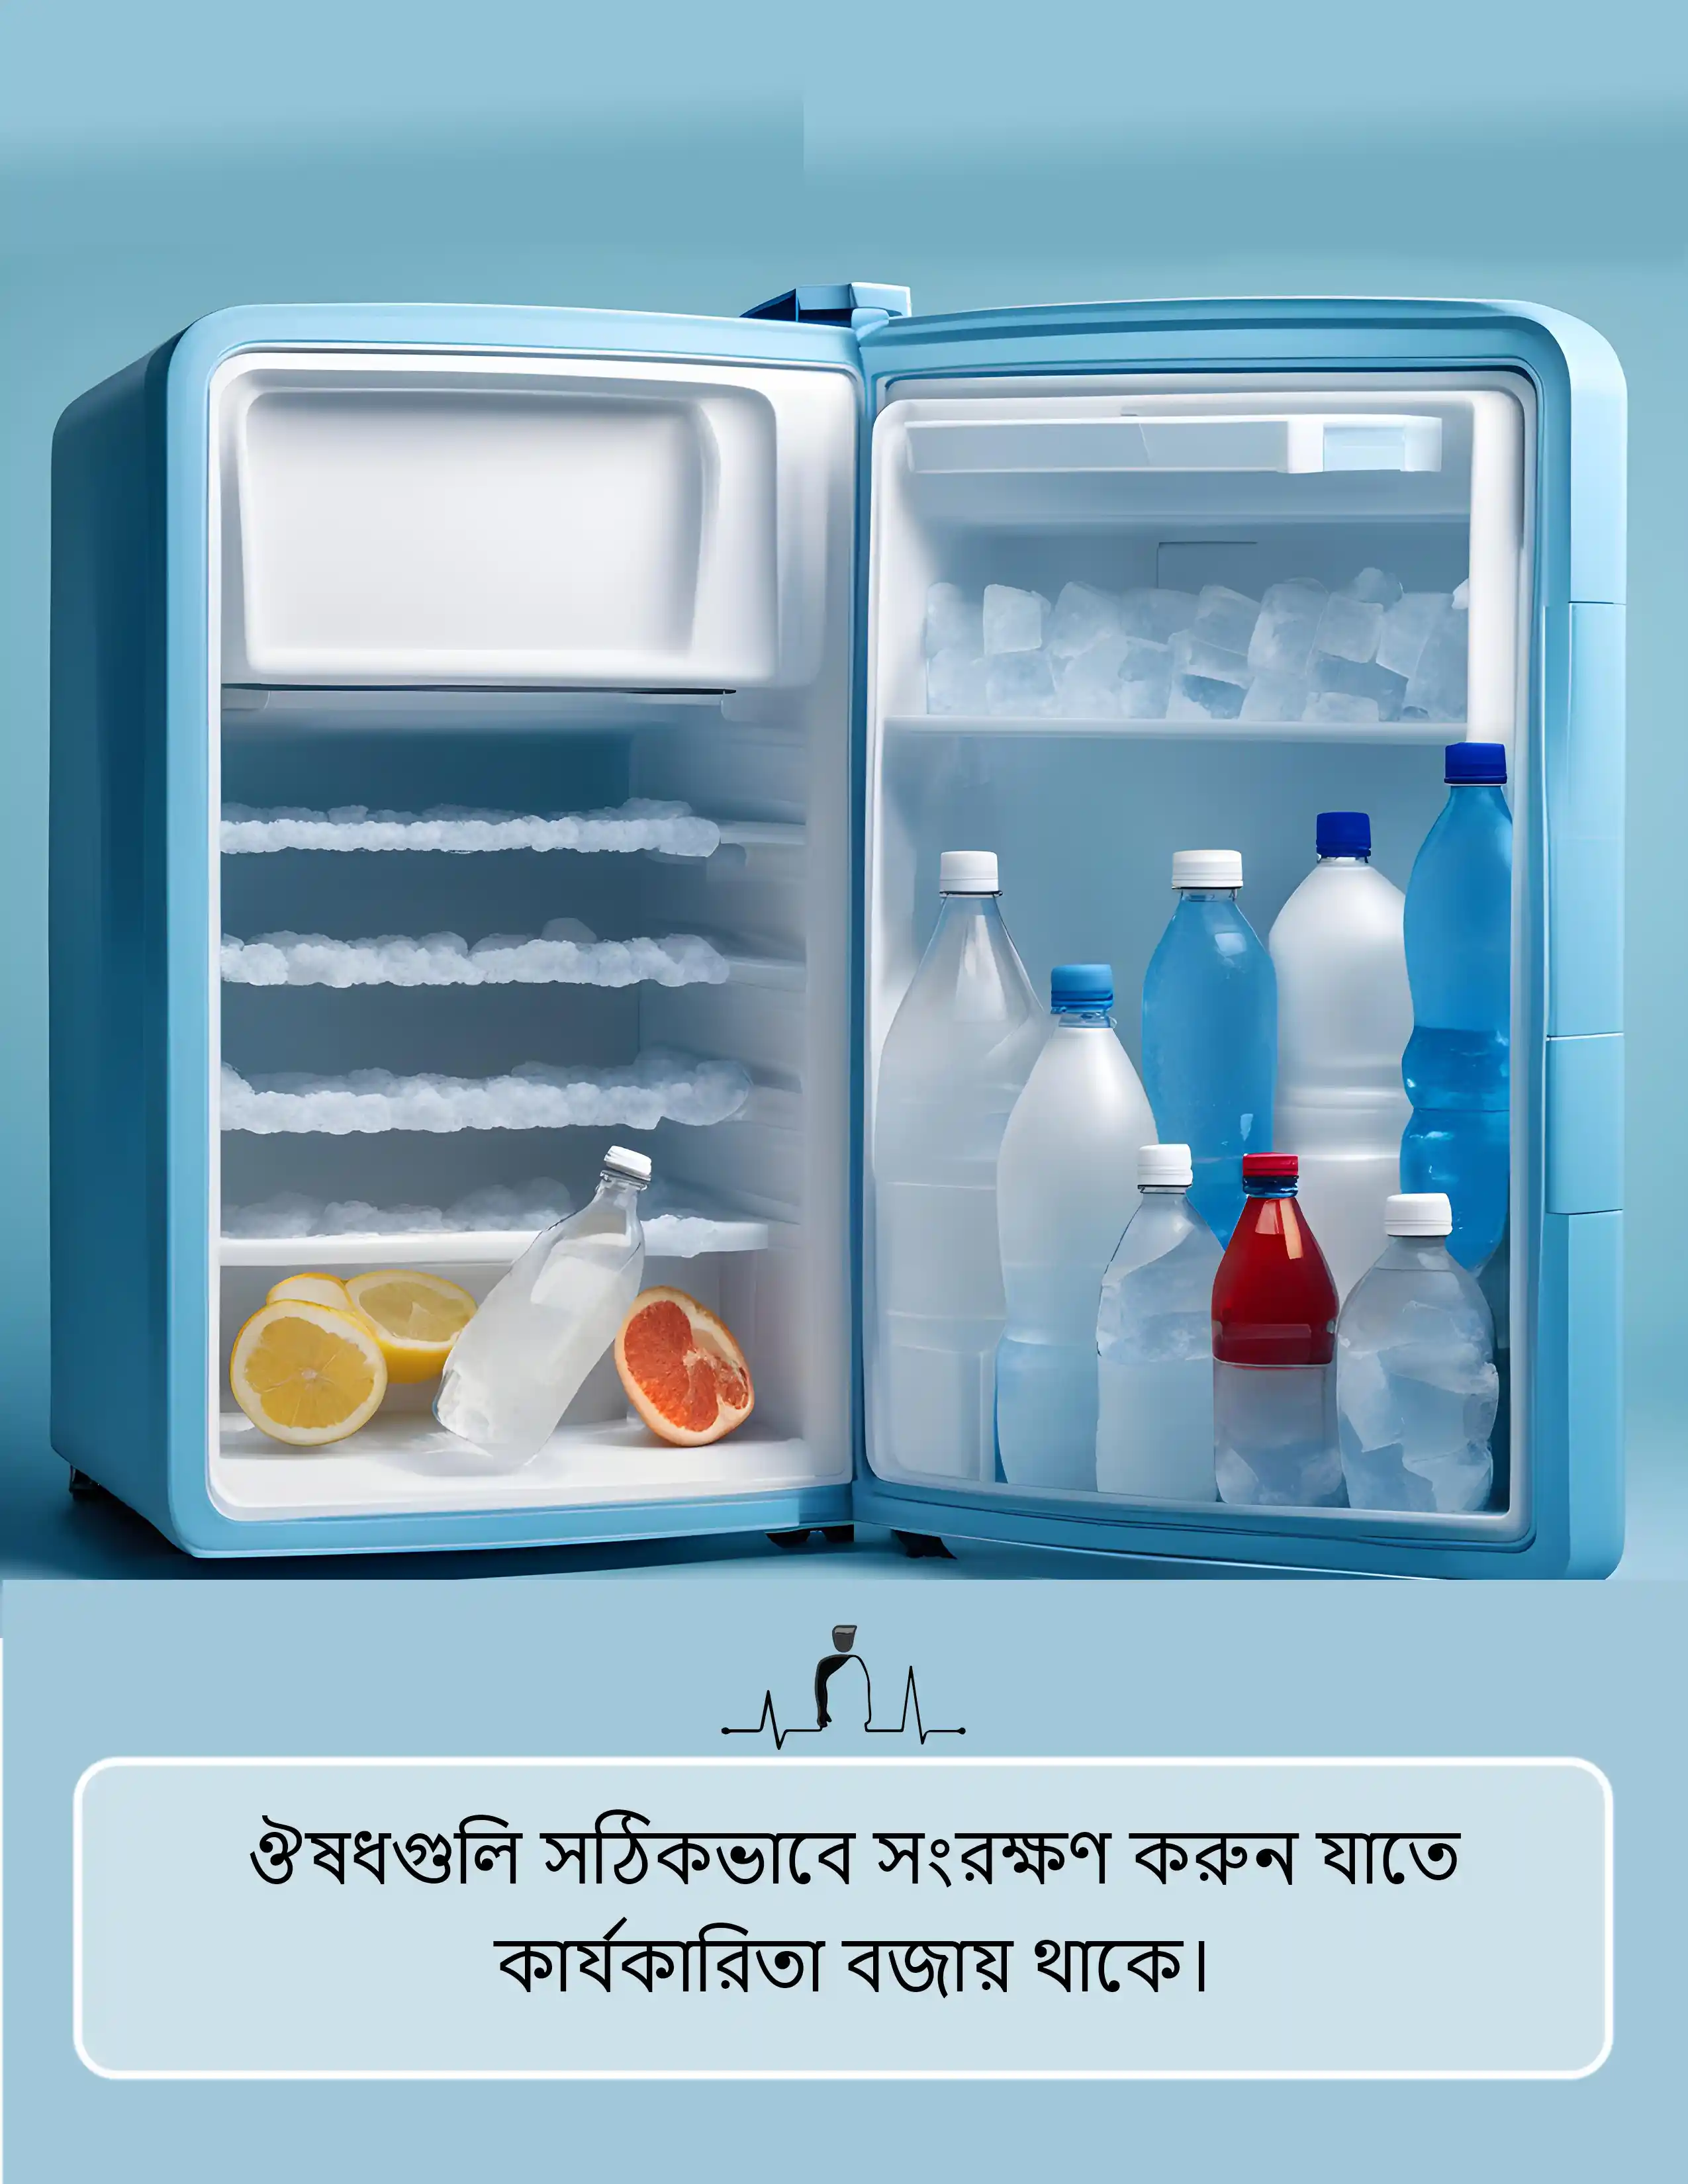 ঔষধগুলি সঠিকভাবে সংরক্ষণ করুন যাতে
কার্যকারিতা বজায় থাকে।